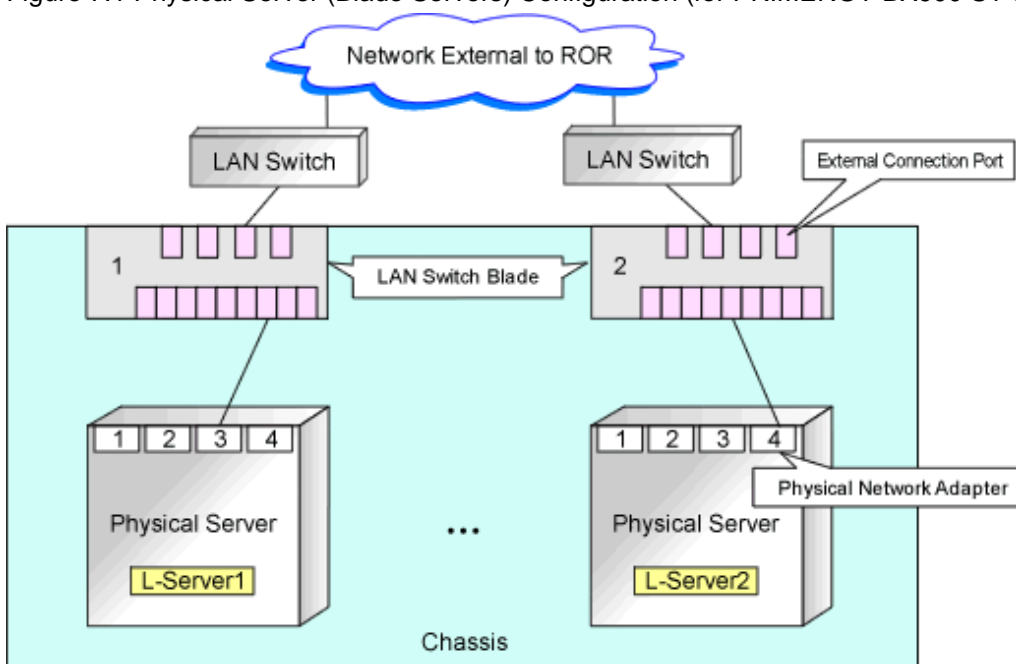 Network External to ROR
LAN Switch
LAN Switch
External Connection Port
1
2
LAN Switch Blade
1 2 3 4
1 2 3 4
Physical Network Adapter
Physical Server
...
Physical Server
L-Server1
L-Server2
Chassis